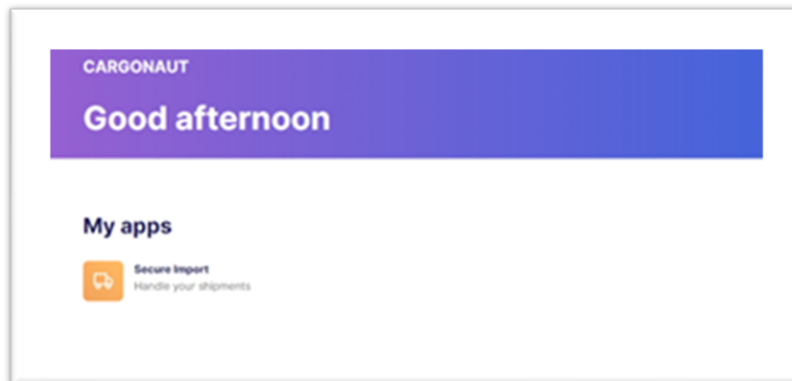 CARGONAUT
Good afternoon
My apps
Secure Import
Handle your shipments